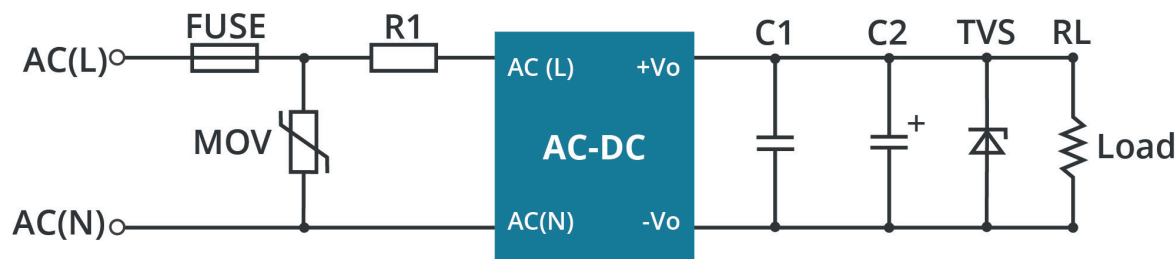 FUSE
R1
C1
C2
TVS
RL
AC(L)
AC (L)
+Vo
MOV
AC-DC
+
Load
AC(N)
AC(N)
-Vo